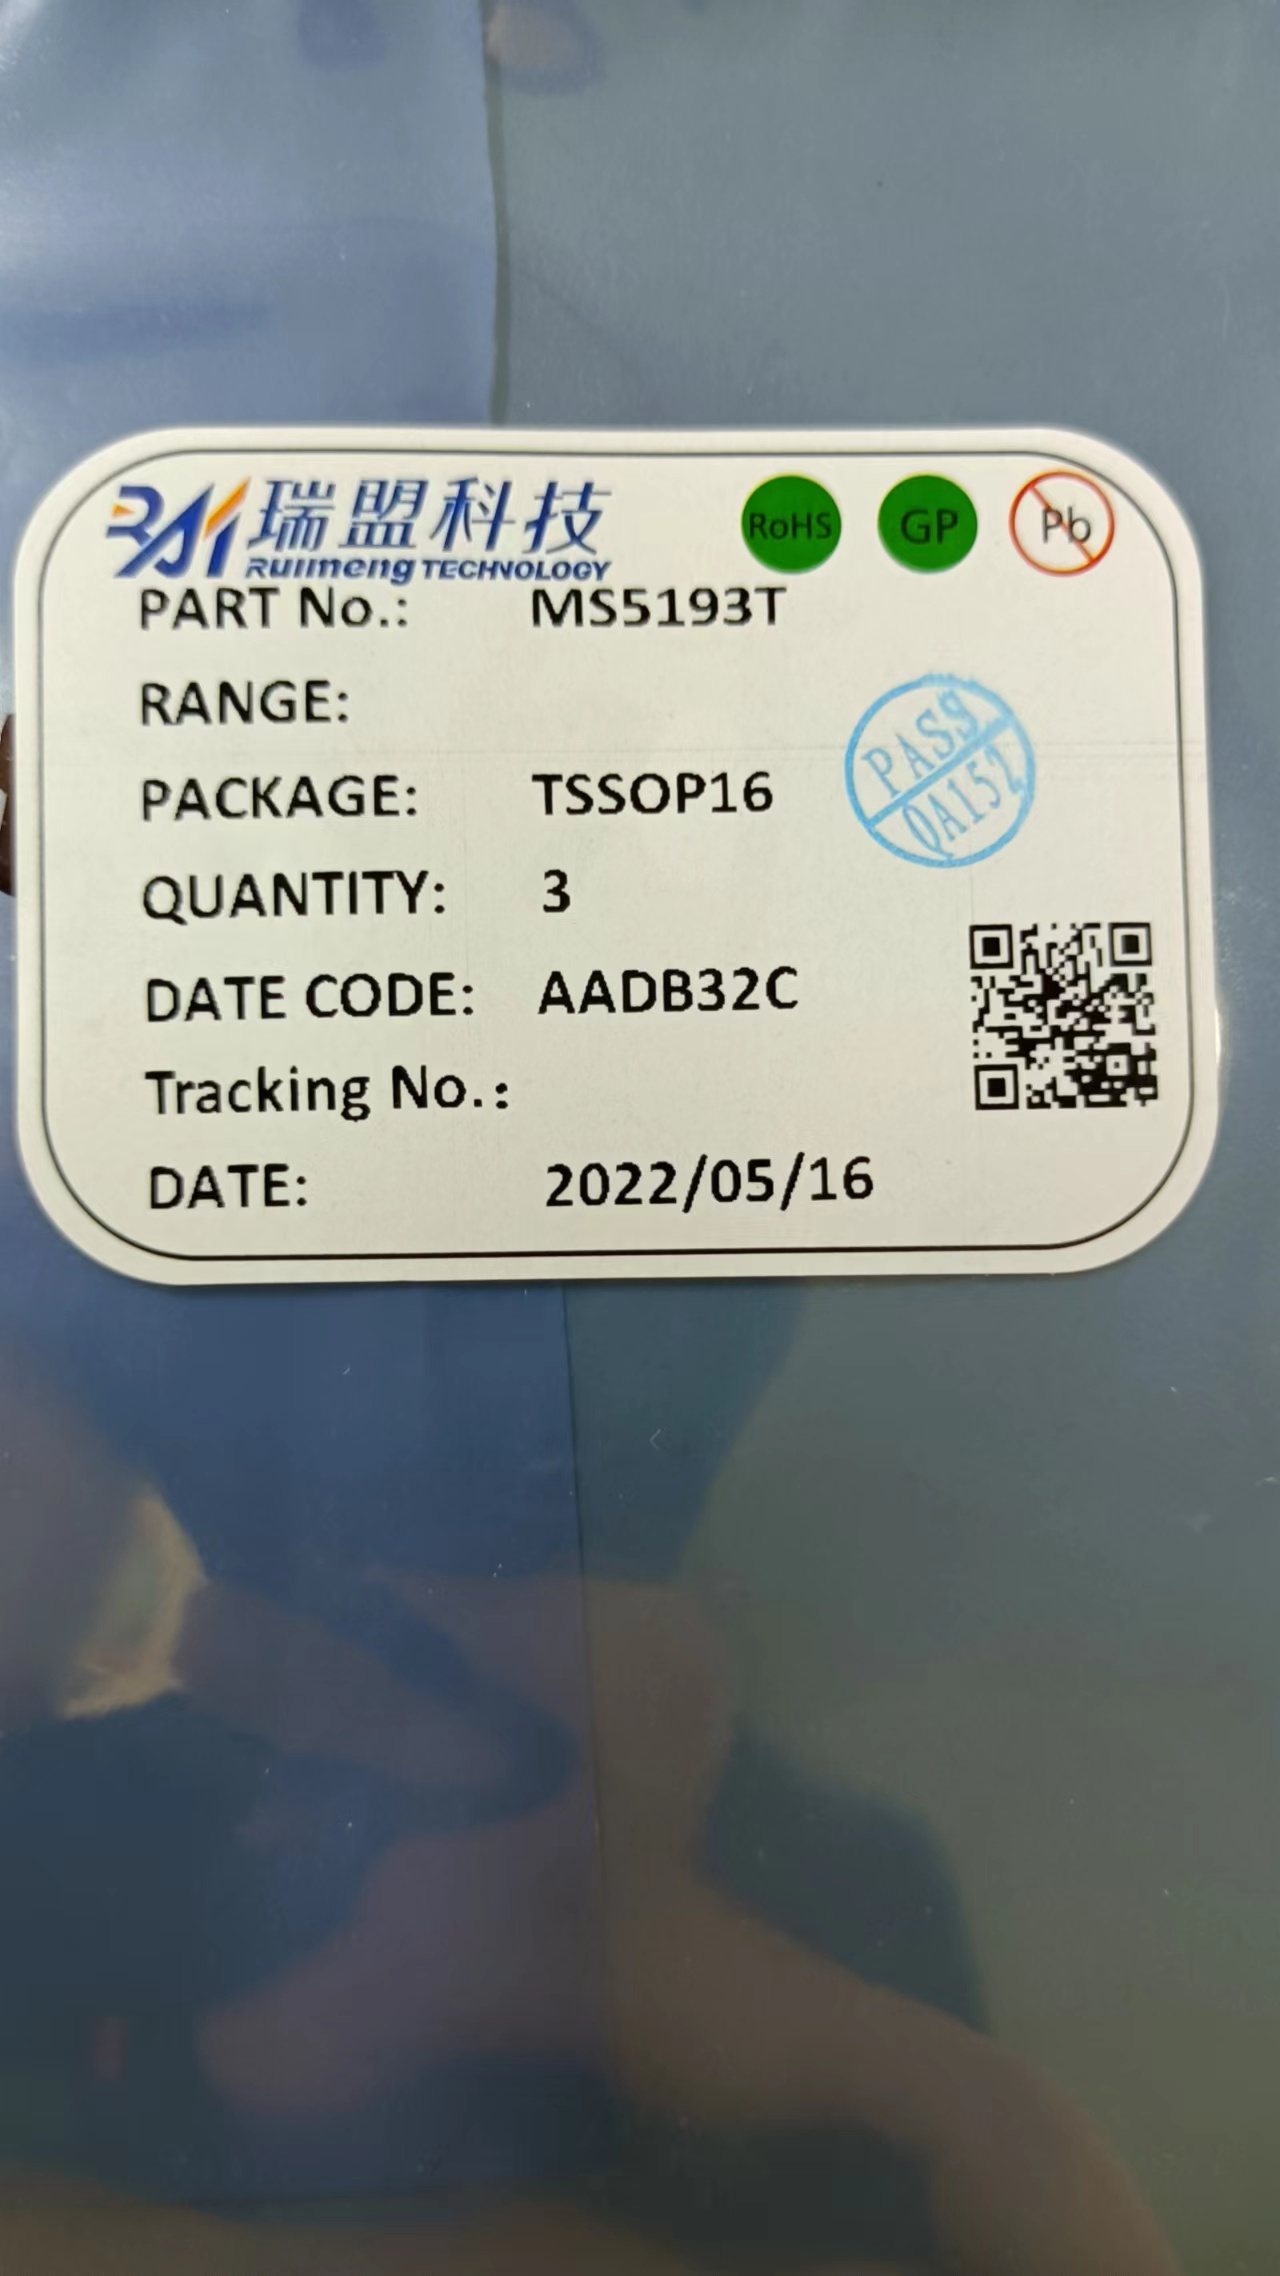 瑞盟科技
Ruimeng TECHNOLOGY
RoHS GP Pb
PART No.: MS5193T
RANGE:
PACKAGE: TSSOP16
PASS
QA152
QUANTITY: 3
DATE CODE: AADB32C
Tracking No.:
DATE: 2022/05/16